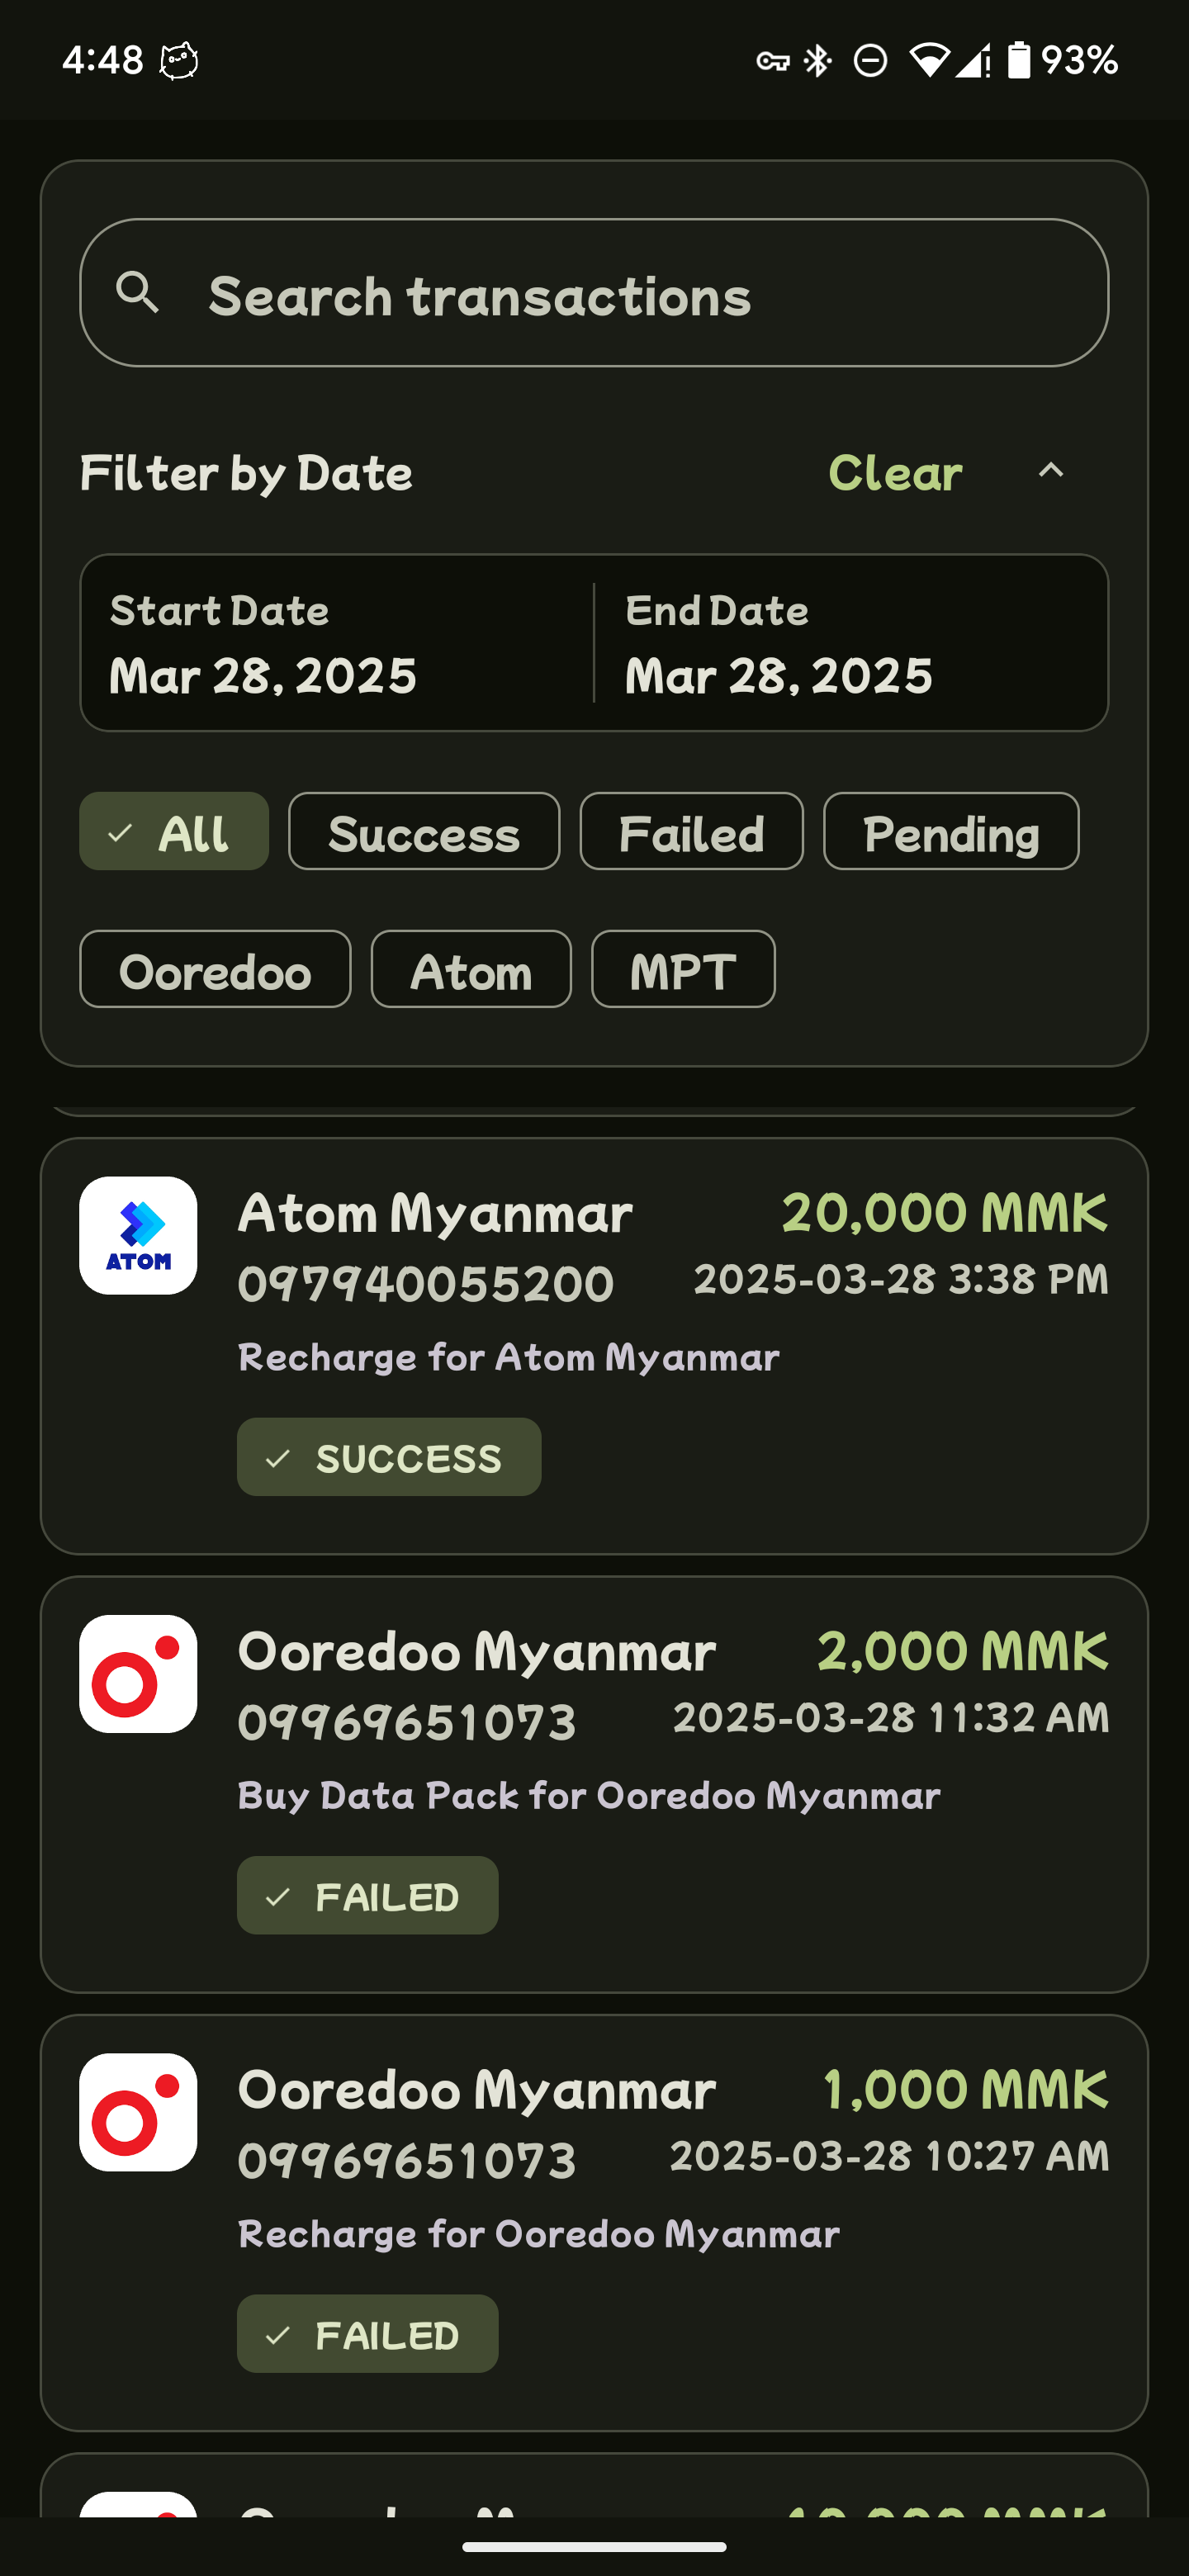 4:48
93%
Search transactions
Filter by Date
Clear
Start Date
End Date
Mar 28, 2025
Mar 28, 2025
All
Success
Failed
Pending
Ooredoo
Atom
MPT
ATOM
Atom Myanmar
20,000 MMK
097940055200
2025-03-28 3:38 PM
Recharge for Atom Myanmar
SUCCESS
Ooredoo Myanmar
2,000 MMK
09969651073
2025-03-28 11:32 AM
Buy Data Pack for Ooredoo Myanmar
FAILED
Ooredoo Myanmar
1,000 MMK
09969651073
2025-03-28 10:27 AM
Recharge for Ooredoo Myanmar
FAILED